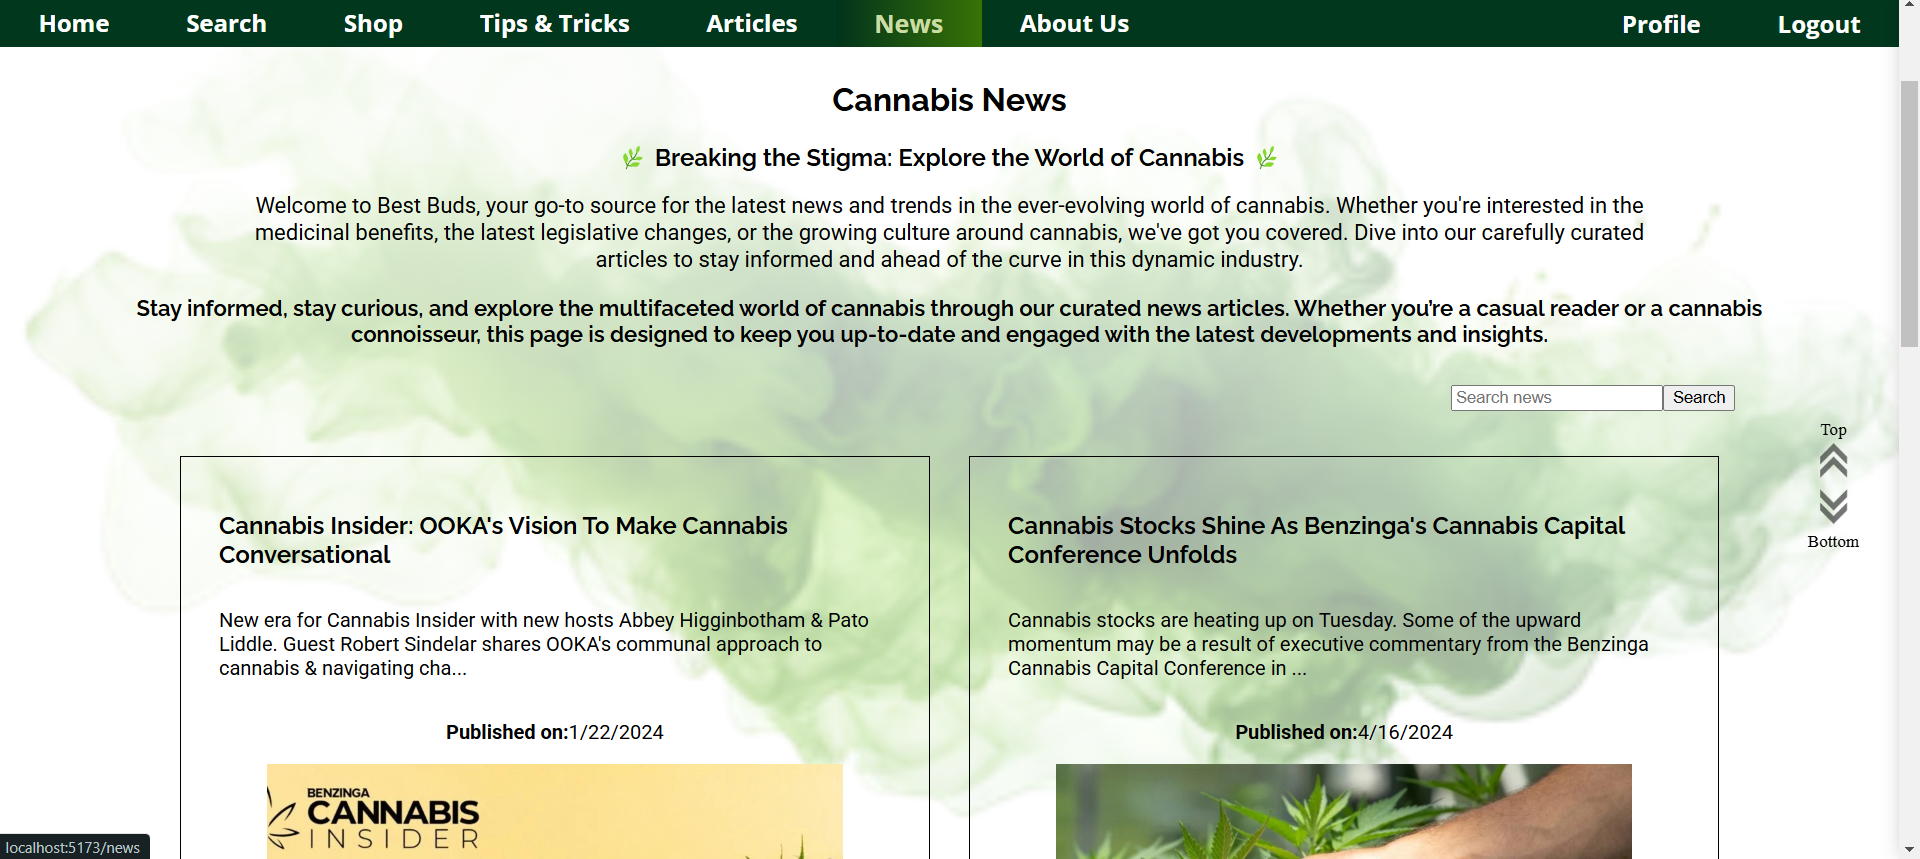 Home Search Shop Tips & Tricks Articles News About Us Profile Logout
Cannabis News
Breaking the Stigma: Explore the World of Cannabis
Welcome to Best Buds, your go-to source for the latest news and trends in the ever-evolving world of cannabis. Whether you're interested in the
medicinal benefits, the latest legislative changes, or the growing culture around cannabis, we've got you covered. Dive into our carefully curated
articles to stay informed and ahead of the curve in this dynamic industry.
Stay informed, stay curious, and explore the multifaceted world of cannabis through our curated news articles. Whether you’re a casual reader or a cannabis
connoisseur, this page is designed to keep you up-to-date and engaged with the latest developments and insights.
Search news Search
Top
Bottom
Cannabis Insider: OOKA's Vision To Make Cannabis
Conversational
New era for Cannabis Insider with new hosts Abbey Higginbotham & Pato
Liddle. Guest Robert Sindelar shares OOKA's communal approach to
cannabis & navigating cha...
Published on:1/22/2024
BENZINGA
CANNABIS
INSIDER
Cannabis Stocks Shine As Benzinga's Cannabis Capital
Conference Unfolds
Cannabis stocks are heating up on Tuesday. Some of the upward
momentum may be a result of executive commentary from the Benzinga
Cannabis Capital Conference in ...
Published on:4/16/2024
localhost:5173/news